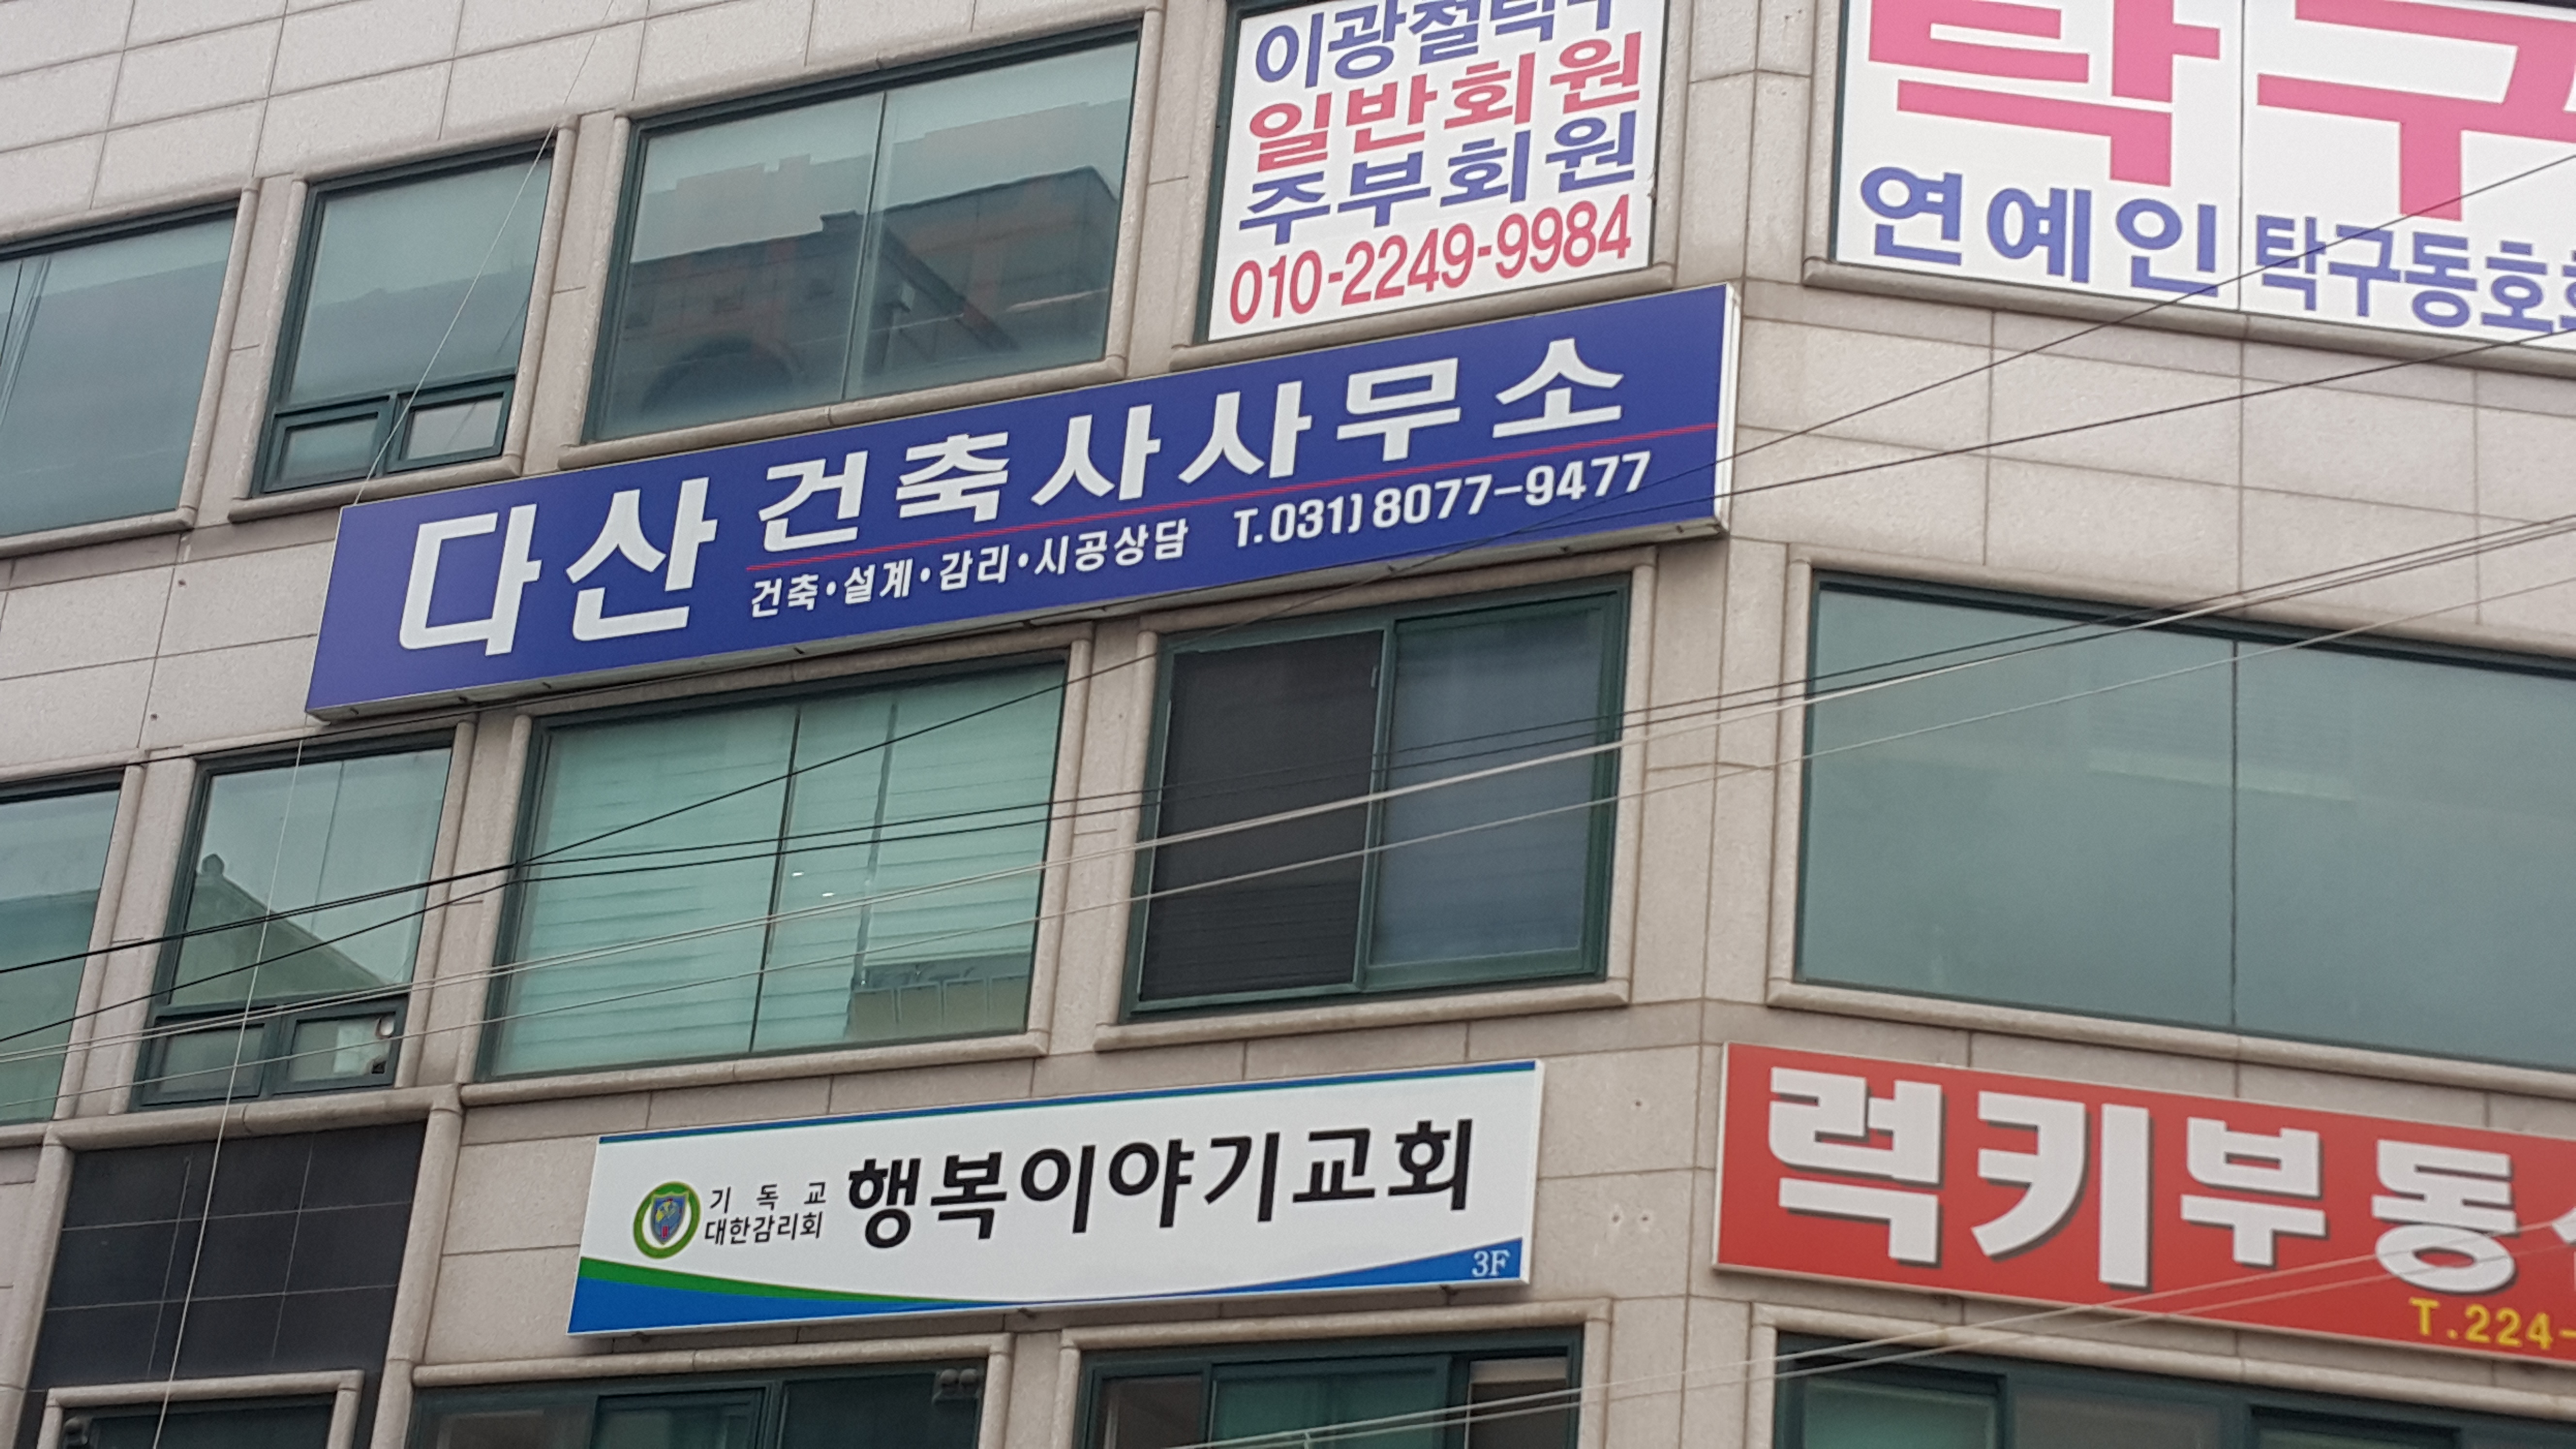 이광철탁구
일반회원
주부회원
010-2249-9984
탁구
연예인 탁구동호회
다산 건축사사무소
건축·설계·감리·시공상담 T.031)8077-9477
기독교
대한감리회
행복이야기교회
3F
럭키부동
T.224-